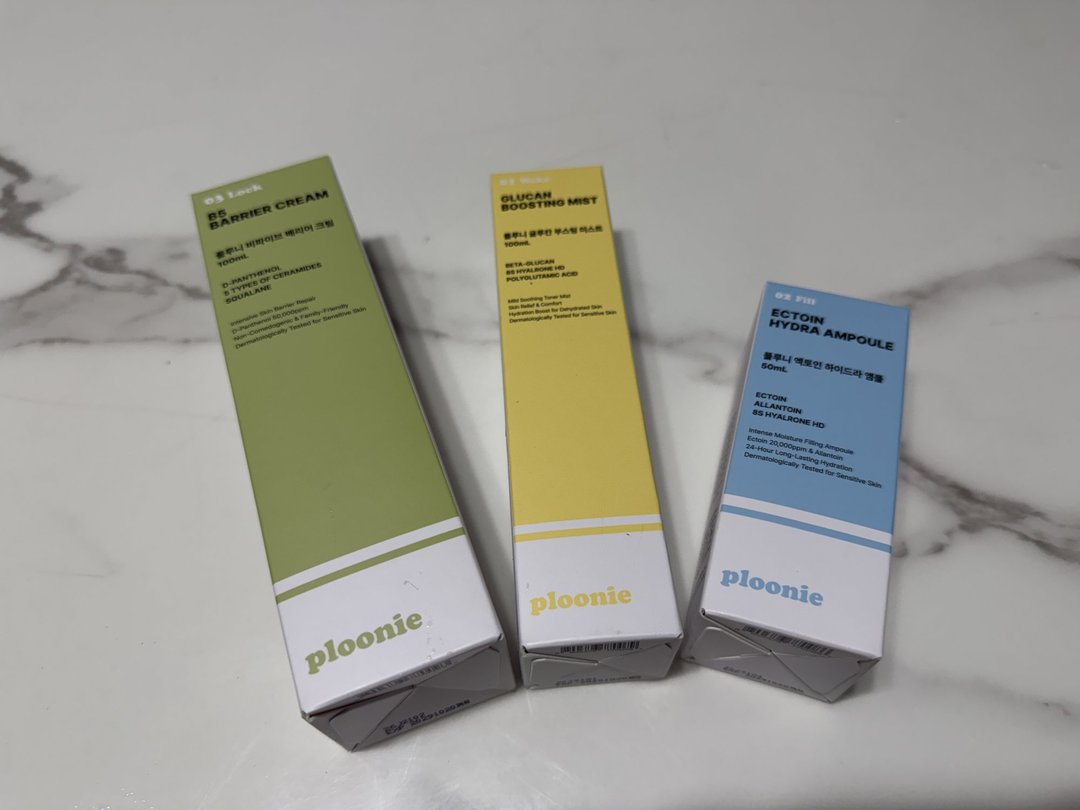 03 Lock
B5
BARRIER CREAM
플루니 비파이브 베리어 크림
100mL
D-PANTHENOL
5 TYPES OF CERAMIDES
SQUALANE
Intensive Skin Barrier Repair
D-Panthenol 50,000ppm
Non-Comedogenic & Family-Friendly
Dermatologically Tested for Sensitive Skin
ploonie
01 Wake
GLUCAN
BOOSTING MIST
플루니 글루칸 부스팅 미스트
100mL
BETA-GLUCAN
8S HYALRONE HD
POLYGLUTAMIC ACID
Mild Soothing Toner Mist
Skin Relief & Comfort
Hydration Boost for Dehydrated Skin
Dermatologically Tested for Sensitive Skin
ploonie
02 Fill
ECTOIN
HYDRA AMPOULE
플루니 엑토인 하이드라 앰플
50mL
ECTOIN
ALLANTOIN
8S HYALRONE HD
Intense Moisture Filling Ampoule
Ectoin 20,000ppm & Allantoin
24-Hour Long-Lasting Hydration
Dermatologically Tested for Sensitive Skin
ploonie